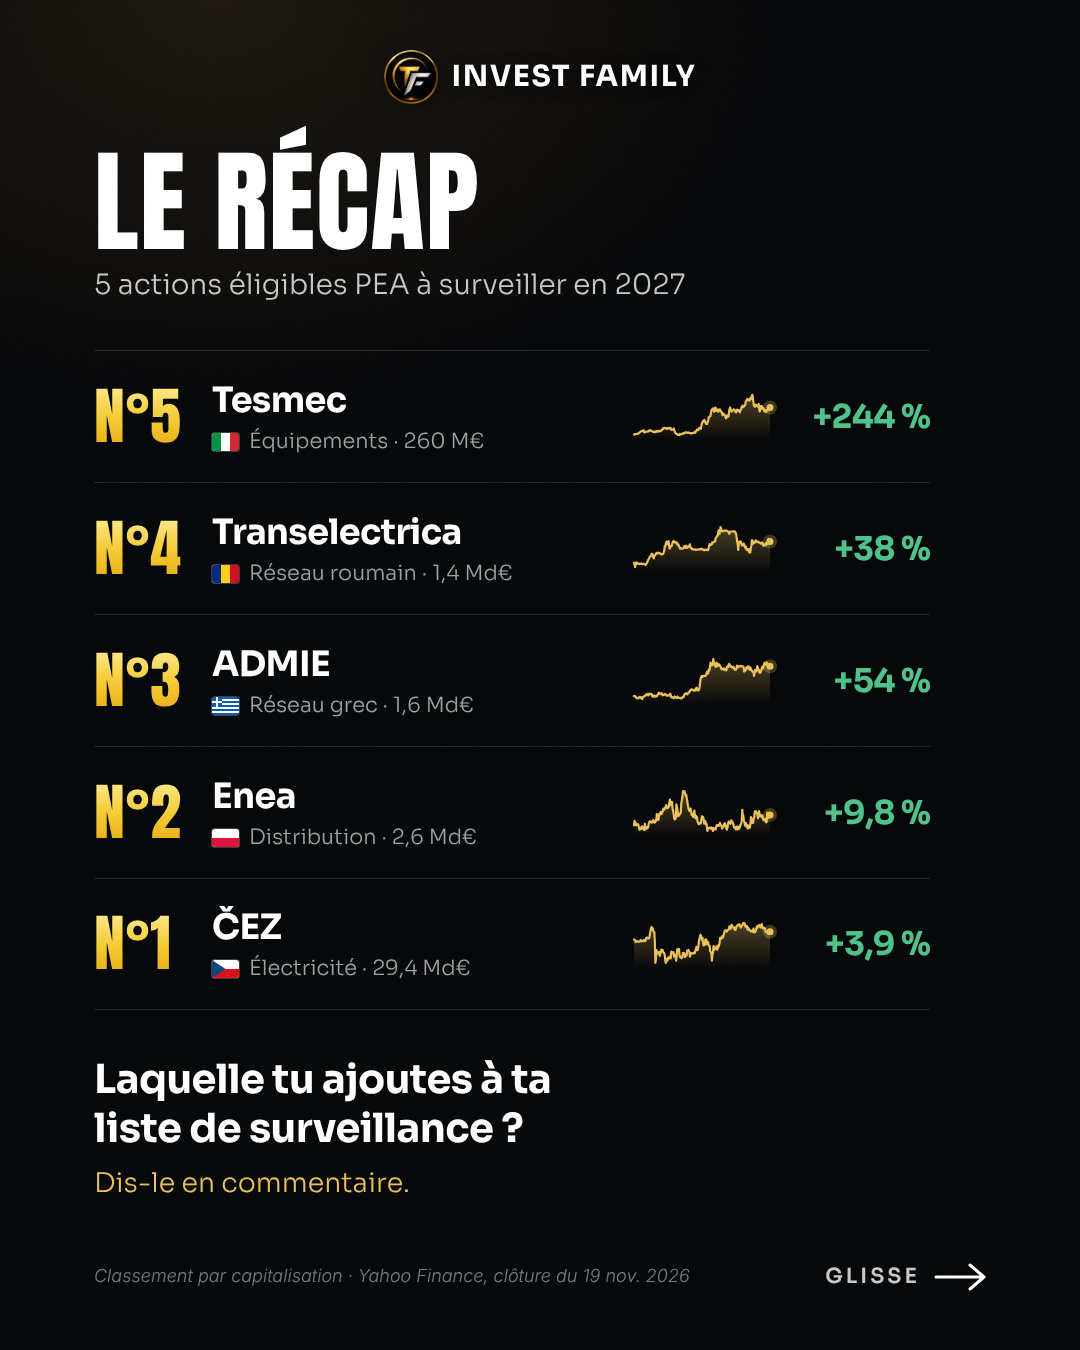 TF INVEST FAMILY
LE RÉCAP
5 actions éligibles PEA à surveiller en 2027
N°5 Tesmec +244 %
Équipements · 260 M€
N°4 Transelectrica +38 %
Réseau roumain · 1,4 Md€
N°3 ADMIE +54 %
Réseau grec · 1,6 Md€
N°2 Enea +9,8 %
Distribution · 2,6 Md€
N°1 ČEZ +3,9 %
Électricité · 29,4 Md€
Laquelle tu ajoutes à ta
liste de surveillance ?
Dis-le en commentaire.
Classement par capitalisation · Yahoo Finance, clôture du 19 nov. 2026
GLISSE →